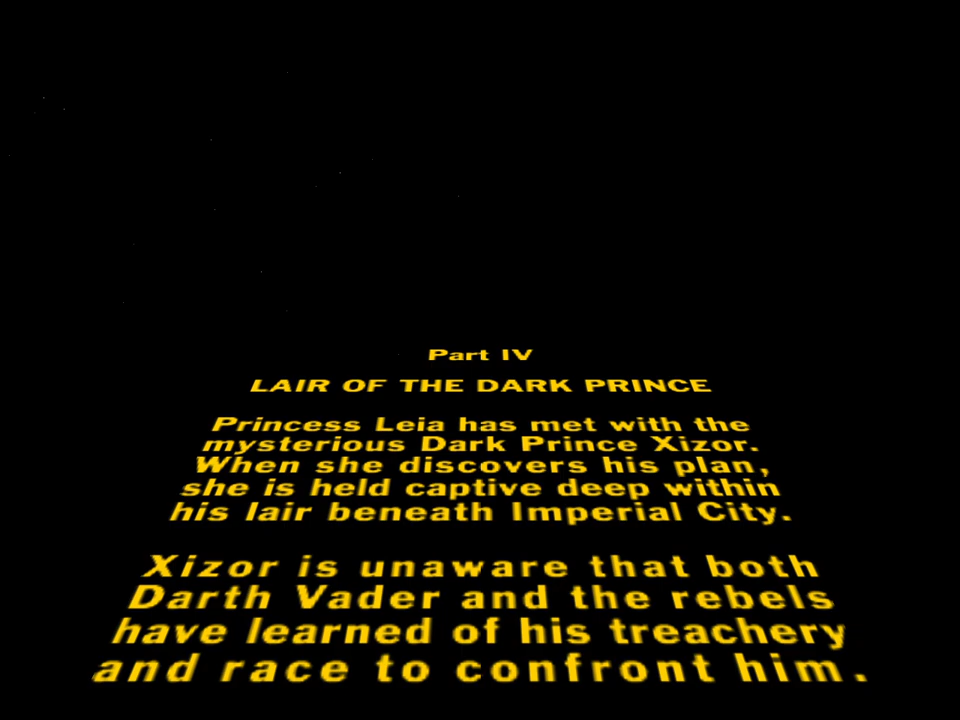 Part IV
LAIR OF THE DARK PRINCE
Princess Leia has met with the
mysterious Dark Prince Xizor.
When she discovers his plan,
she is held captive deep within
his lair beneath Imperial City.
Xizor is unaware that both
Darth Vader and the rebels
have learned of his treachery
and race to confront him.